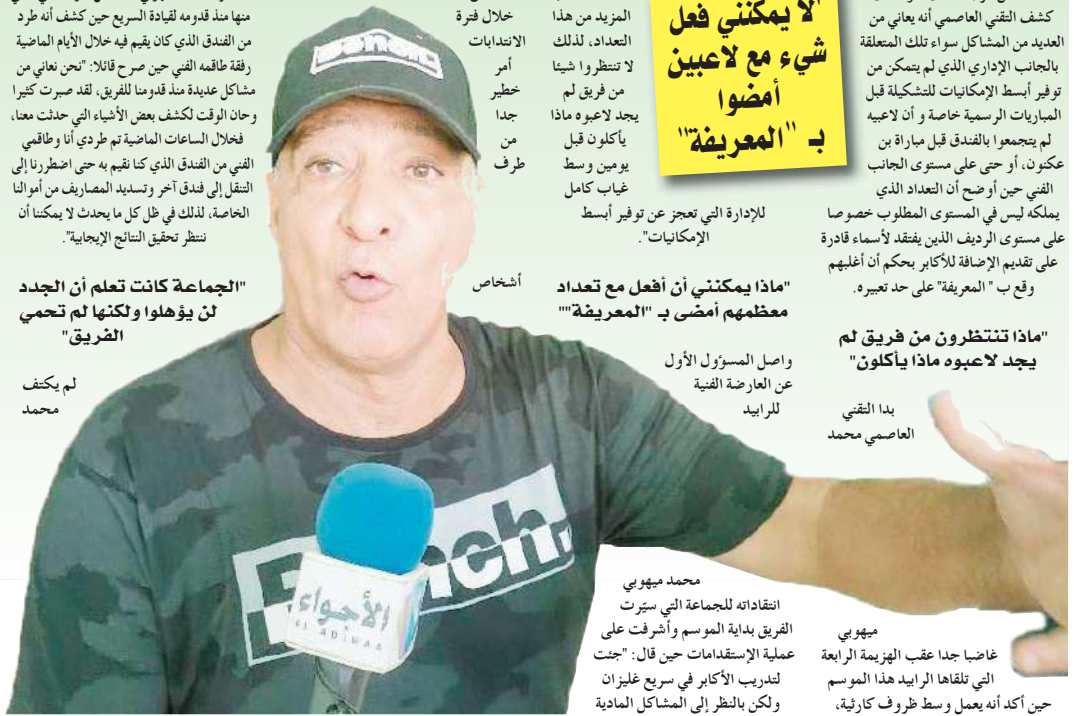 كشف التقني العاصمي أنه يعاني من
العديد من المشاكل سواء تلك المتعلقة
بالجانب الإداري الذي لم يتمكن من
توفير أبسط الإمكانيات للتشكيلة قبل
المباريات الرسمية خاصة و أن لاعبيه
لم يتجمعوا بالفندق قبل مباراة بن
عكنون، أو حتى على مستوى الجانب
الفني حين أوضح أن التعداد الذي
يملكه ليس في المستوى المطلوب خصوصا
على مستوى الرديف الذين يفتقد لأسماء قادرة
على تقديم الإضافة للأكابر بحكم أن أغلبهم
وقع ب " المعريفة" على حد تعبيره.
"ماذا تنتظرون من فريق لم
يجد لاعبوه ماذا يأكلون"
بدا التقني
العاصمي محمد
ميهوبي
غاضبا جدا عقب الهزيمة الرابعة
التي تلقاها الرابيد هذا الموسم
حين أكد أنه يعمل وسط ظروف كارثية،
"لا يمكنني فعل
شيء مع لاعبين
أمضوا
بـ "المعريفة"
المزيد من هذا
التعداد، لذلك
لا تنتظروا شيئا
من فريق لم
يجد لاعبوه ماذا
يأكلون قبل
يومين وسط
غياب كامل
للإدارة التي تعجز عن توفير أبسط
الإمكانيات".
"ماذا يمكنني أن أفعل مع تعداد
معظمهم أمضى بـ "المعريفة""
واصل المسؤول الأول
عن العارضة الفنية
للرابيد
محمد ميهوبي
انتقاداته للجماعة التي سيّرت
الفريق بداية الموسم وأشرفت على
عملية الإستقدامات حين قال: "جئت
لتدريب الأكابر في سريع غليزان
ولكن بالنظر إلى المشاكل المادية
خلال فترة
الانتدابات
أمر
خطير
جدا
من
طرف
أشخاص
منها منذ قدومه لقيادة السريع حين كشف أنه طرد
من الفندق الذي كان يقيم فيه خلال الأيام الماضية
رفقة طاقمه الفني حين صرح قائلا: "نحن نعاني من
مشاكل عديدة منذ قدومنا للفريق، لقد صبرت كثيرا
وحان الوقت لكشف بعض الأشياء التي حدثت معنا،
فخلال الساعات الماضية تم طردي أنا وطاقمي
الفني من الفندق الذي كنا نقيم به حتى اضطررنا إلى
التنقل إلى فندق آخر وتسديد المصاريف من أموالنا
الخاصة، لذلك في ظل كل ما يحدث لا يمكننا أن
ننتظر تحقيق النتائج الإيجابية".
"الجماعة كانت تعلم أن الجدد
لن يؤهلوا ولكنها لم تحمي
الفريق"
لم يكتف
محمد
Bench.
Bench.
الأجواء
EL ADJWAA